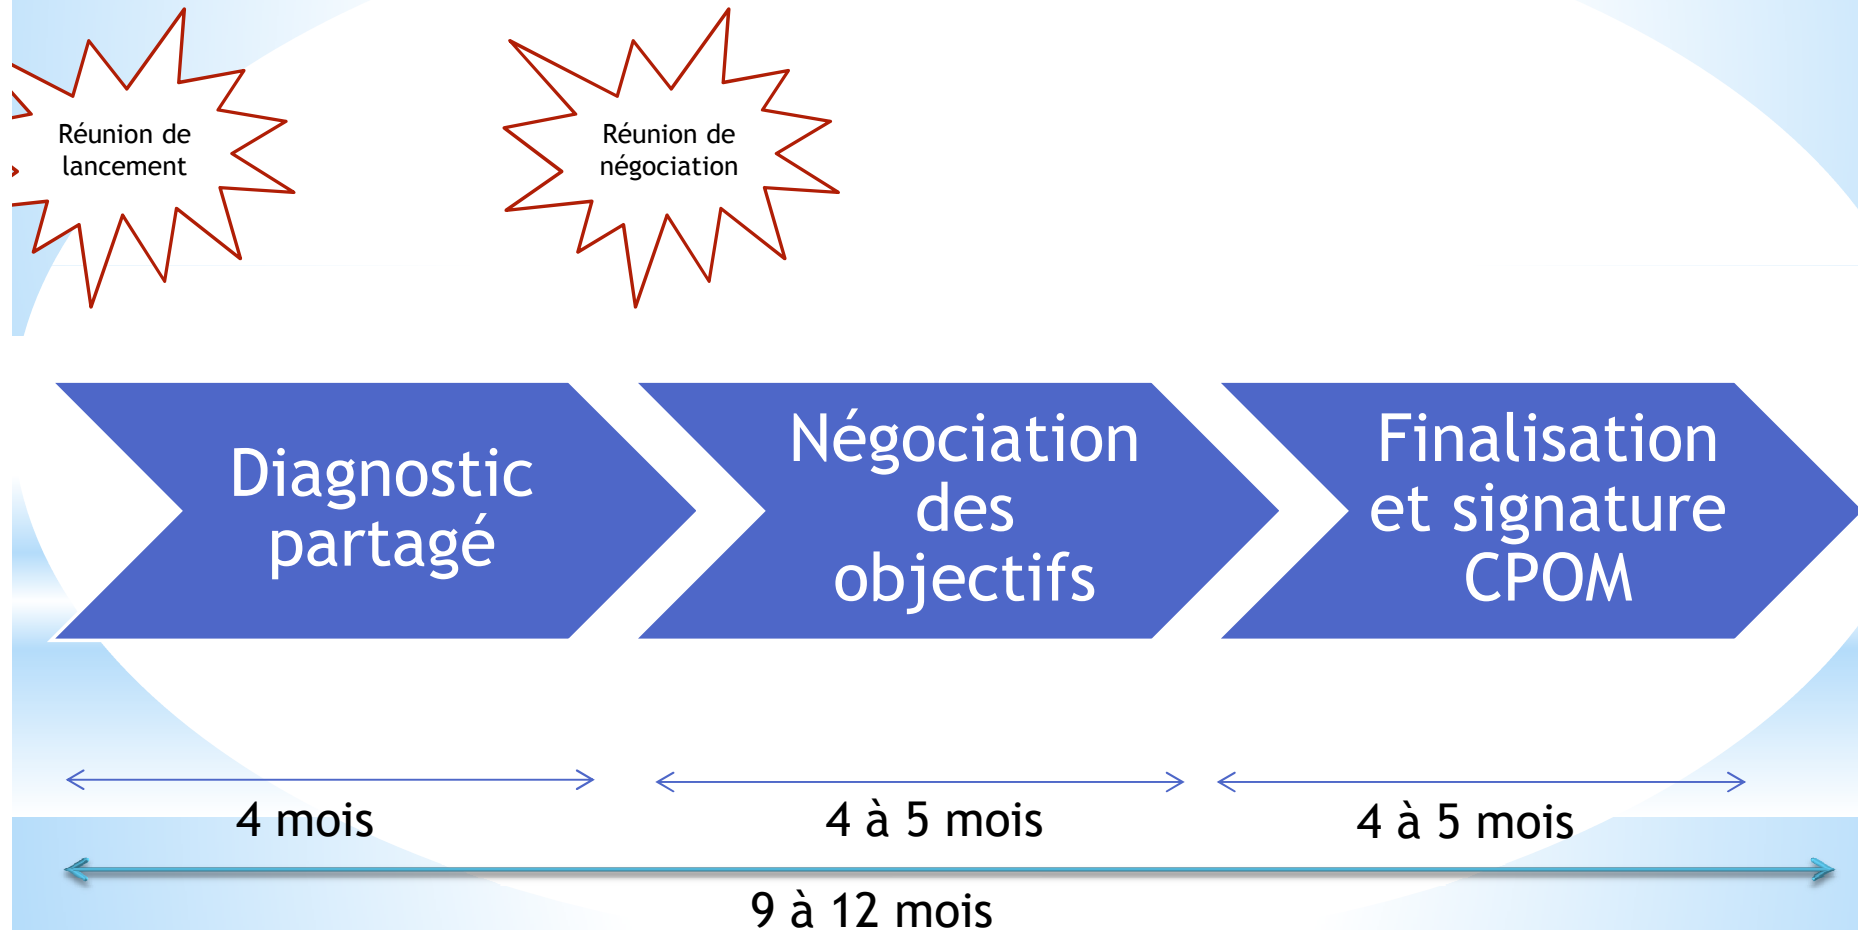 Réunion de
lancement
Réunion de
négociation
Diagnostic
partagé
Négociation
des
objectifs
Finalisation
et signature
CPOM
4 mois
4 à 5 mois
4 à 5 mois
9 à 12 mois